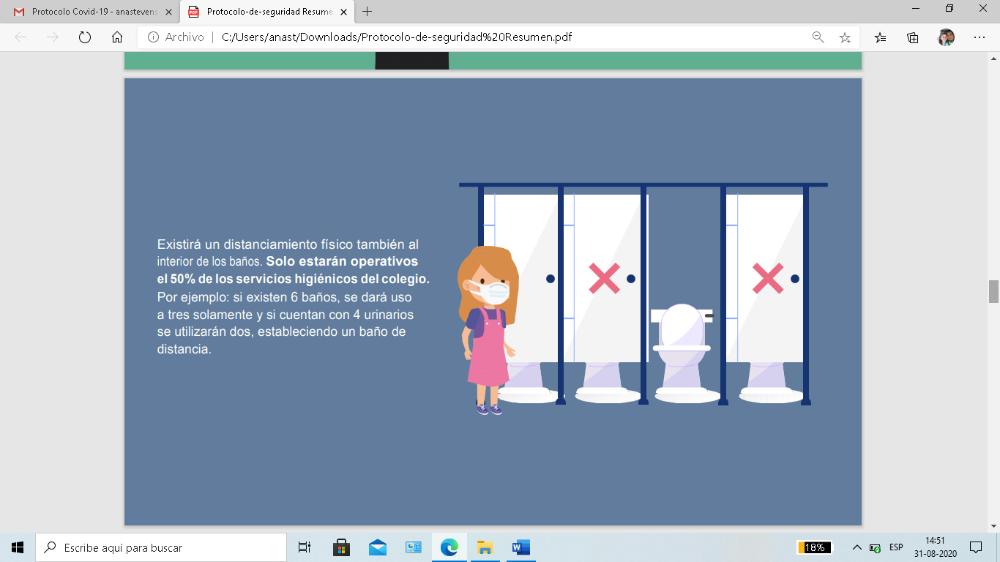 Protocolo Covid-19 - anastevens
Protocolo-de-seguridad Resume
Archivo
C:/Users/anast/Downloads/Protocolo-de-seguridad%20Resumen.pdf
Existirá un distanciamiento físico también al
interior de los baños. Solo estarán operativos
el 50% de los servicios higiénicos del colegio.
Por ejemplo: si existen 6 baños, se dará uso
a tres solamente y si cuentan con 4 urinarios
se utilizarán dos, estableciendo un baño de
distancia.
Escribe aquí para buscar
18%
ESP
14:51
31-08-2020